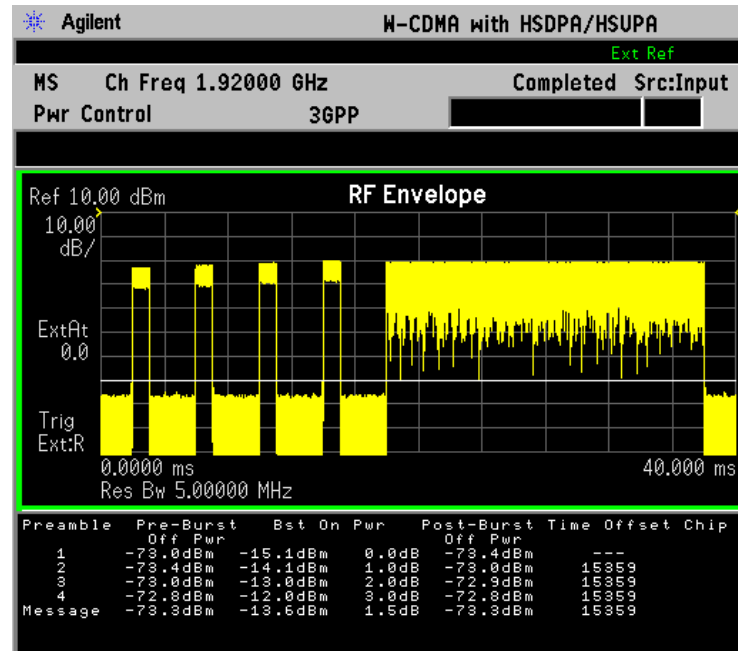 Agilent W-CDMA with HSDPA/HSUPA
Ext Ref
MS Ch Freq 1.92000 GHz Completed Src:Input
Pwr Control 3GPP
Ref 10.00 dBm RF Envelope
10.00
dB/
ExtAt
0.0
Trig
Ext:R
0.0000 ms 40.000 ms
Res Bw 5.00000 MHz
Preamble Pre-Burst Bst On Pwr Post-Burst Time Offset Chip
Off Pwr Off Pwr
1 -73.0dBm -15.1dBm 0.0dB -73.4dBm ---
2 -73.4dBm -14.1dBm 1.0dB -73.0dBm 15359
3 -73.0dBm -13.0dBm 2.0dB -72.9dBm 15359
4 -72.8dBm -12.0dBm 3.0dB -72.8dBm 15359
Message -73.3dBm -13.6dBm 1.5dB -73.3dBm 15359